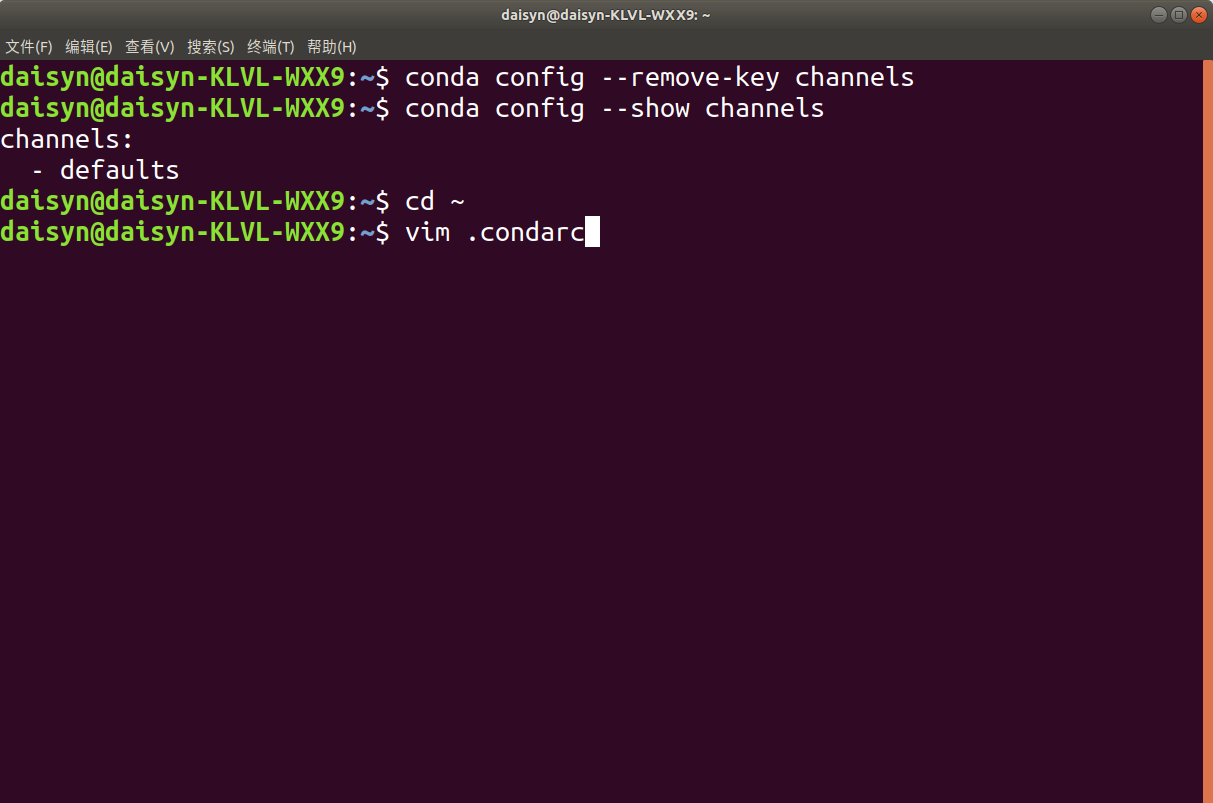 daisyn@daisyn-KLVL-WXX9: ~
文件(F) 编辑(E) 查看(V) 搜索(S) 终端(T) 帮助(H)
daisyn@daisyn-KLVL-WXX9:~$ conda config --remove-key channels
daisyn@daisyn-KLVL-WXX9:~$ conda config --show channels
channels:
  - defaults
daisyn@daisyn-KLVL-WXX9:~$ cd ~
daisyn@daisyn-KLVL-WXX9:~$ vim .condarc